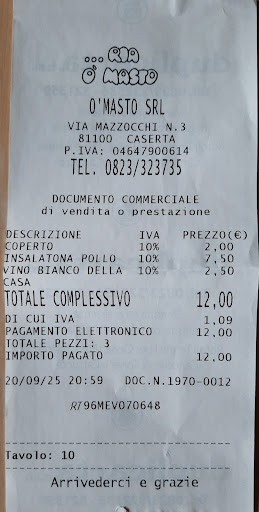 ... RIA
O' MASTO
O'MASTO SRL
VIA MAZZOCCHI N.3
81100 CASERTA
P.IVA: 04647900614
TEL. 0823/323735
DOCUMENTO COMMERCIALE
di vendita o prestazione
DESCRIZIONE IVA PREZZO(€)
COPERTO 10% 2,00
INSALATONA POLLO 10% 7,50
VINO BIANCO DELLA 10% 2,50
CASA
TOTALE COMPLESSIVO 12,00
DI CUI IVA 1,09
PAGAMENTO ELETTRONICO 12,00
TOTALE PEZZI: 3
IMPORTO PAGATO 12,00
20/09/25 20:59 DOC.N.1970-0012
RT96MEV070648
Tavolo: 10
Arrivederci e grazie